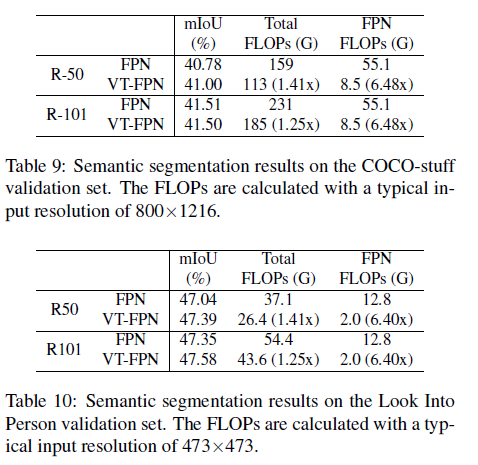 mIoU Total FPN
(%) FLOPs (G) FLOPs (G)
R-50 FPN 40.78 159 55.1
VT-FPN 41.00 113 (1.41x) 8.5 (6.48x)
R-101 FPN 41.51 231 55.1
VT-FPN 41.50 185 (1.25x) 8.5 (6.48x)
Table 9: Semantic segmentation results on the COCO-stuff
validation set. The FLOPs are calculated with a typical in-
put resolution of 800×1216.
mIoU Total FPN
(%) FLOPs (G) FLOPs (G)
R50 FPN 47.04 37.1 12.8
VT-FPN 47.39 26.4 (1.41x) 2.0 (6.40x)
R101 FPN 47.35 54.4 12.8
VT-FPN 47.58 43.6 (1.25x) 2.0 (6.40x)
Table 10: Semantic segmentation results on the Look Into
Person validation set. The FLOPs are calculated with a typ-
ical input resolution of 473×473.